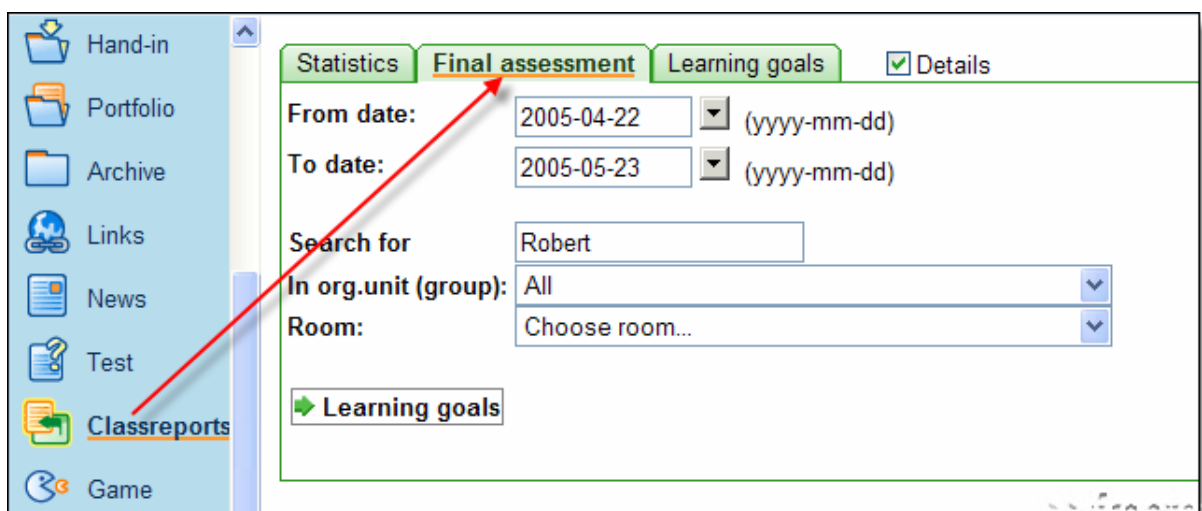 Hand-in
Portfolio
Archive
Links
News
Test
Classreports
Game
Statistics Final assessment Learning goals Details
From date: 2005-04-22 (yyyy-mm-dd)
To date: 2005-05-23 (yyyy-mm-dd)
Search for Robert
In org.unit (group): All
Room: Choose room...
Learning goals